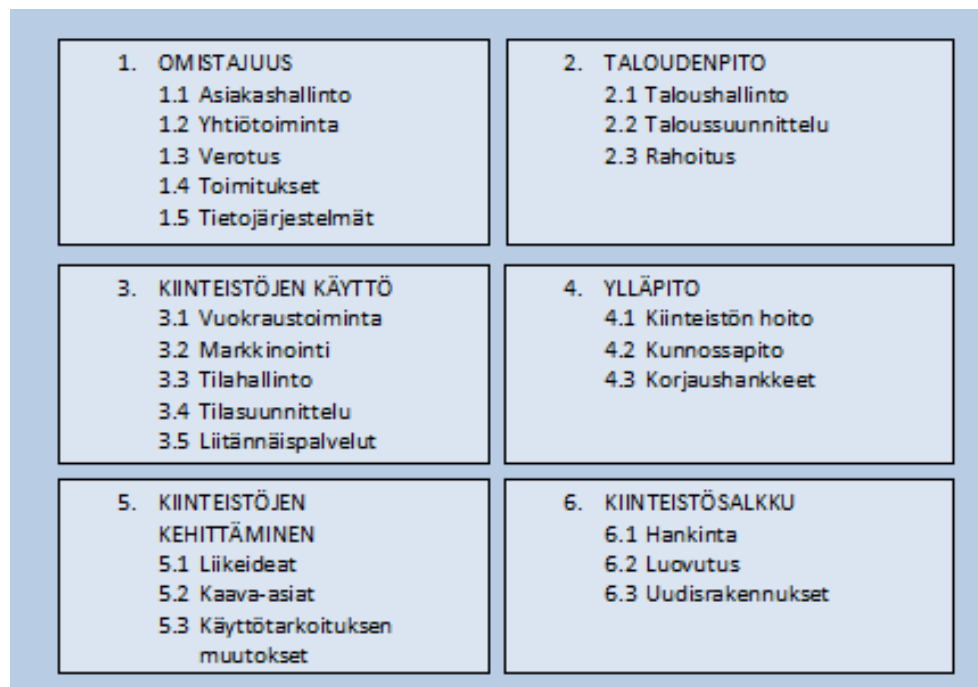 1. OMISTAJUUS
1.1 Asiakashallinto
1.2 Yhtiötoiminta
1.3 Verotus
1.4 Toimitukset
1.5 Tietojärjestelmät
2. TALOUDENPITO
2.1 Taloushallinto
2.2 Taloussuunnittelu
2.3 Rahoitus
3. KIINTEISTÖJEN KÄYTTÖ
3.1 Vuokraustoiminta
3.2 Markkinointi
3.3 Tilahallinto
3.4 Tilasuunnittelu
3.5 Liitännäispalvelut
4. YLLÄPITO
4.1 Kiinteistön hoito
4.2 Kunnossapito
4.3 Korjaushankkeet
5. KIINTEISTÖJEN
KEHITTÄMINEN
5.1 Liikeideat
5.2 Kaava-asiat
5.3 Käyttötarkoituksen
muutokset
6. KIINTEISTÖSALKKU
6.1 Hankinta
6.2 Luovutus
6.3 Uudisrakennukset